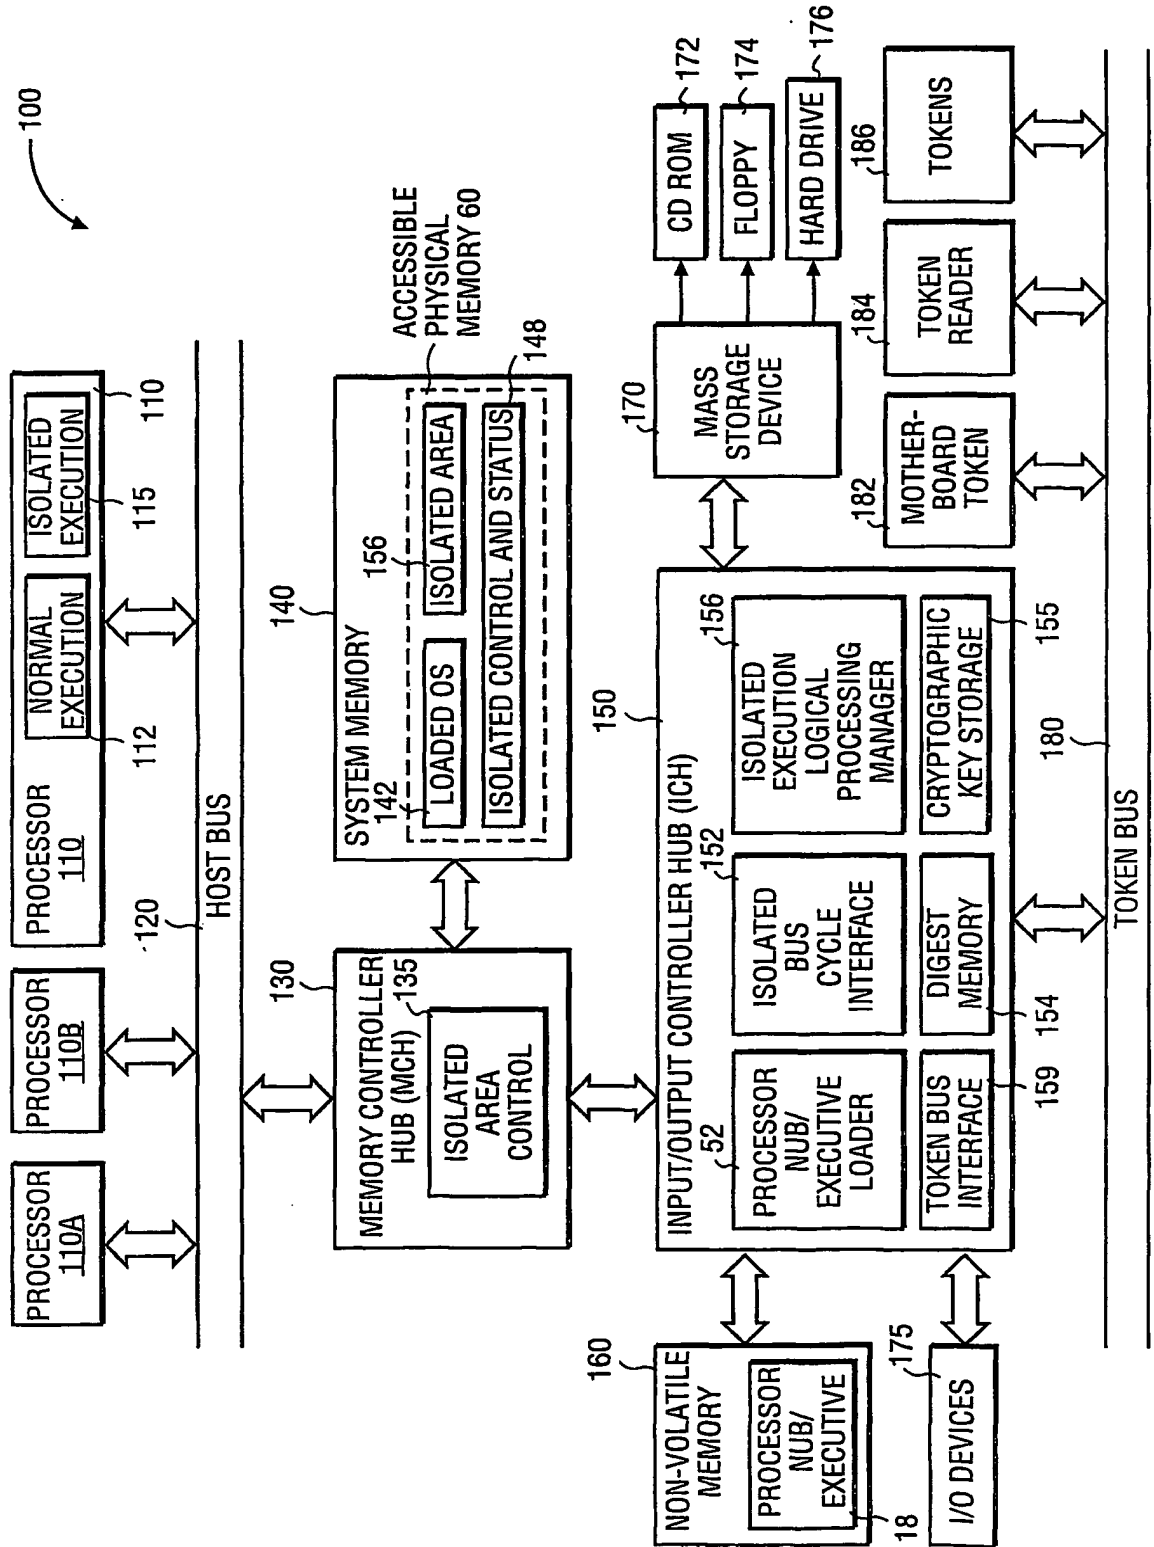 100
PROCESSOR
110A
PROCESSOR
110B
PROCESSOR
110
NORMAL
EXECUTION
112
ISOLATED
EXECUTION
115
110
120
HOST BUS
130
MEMORY CONTROLLER
HUB (MCH)
135
ISOLATED
AREA
CONTROL
140
SYSTEM MEMORY
142
LOADED OS
156
ISOLATED AREA
ISOLATED CONTROL AND STATUS
148
ACCESSIBLE
PHYSICAL
MEMORY 60
150
INPUT/OUTPUT CONTROLLER HUB (ICH)
52
PROCESSOR
NUB/
EXECUTIVE
LOADER
152
ISOLATED
BUS
CYCLE
INTERFACE
156
ISOLATED
EXECUTION
LOGICAL
PROCESSING
MANAGER
TOKEN BUS
INTERFACE
159
DIGEST
MEMORY
154
CRYPTOGRAPHIC
KEY STORAGE
155
160
NON-VOLATILE
MEMORY
PROCESSOR
NUB/
EXECUTIVE
18
175
I/O DEVICES
170
MASS
STORAGE
DEVICE
CD ROM
172
FLOPPY
174
HARD DRIVE
176
182
MOTHER-
BOARD
TOKEN
184
TOKEN
READER
186
TOKENS
180
TOKEN BUS